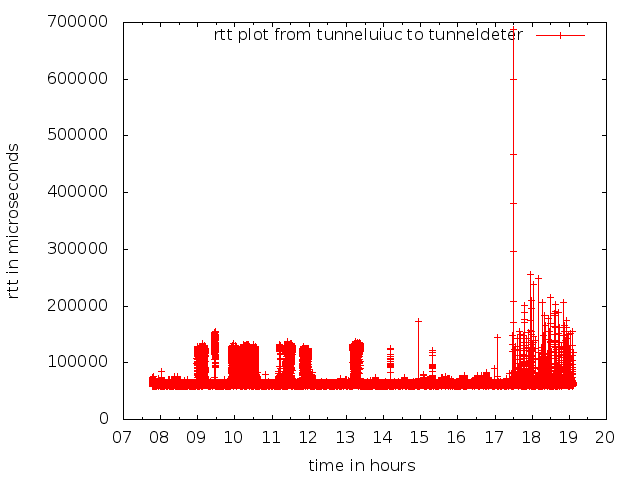 700000
rtt plot from tunneluiuc to tunneldeter
600000
500000
400000
300000
200000
100000
0
rtt in microseconds
07 08 09 10 11 12 13 14 15 16 17 18 19 20
time in hours